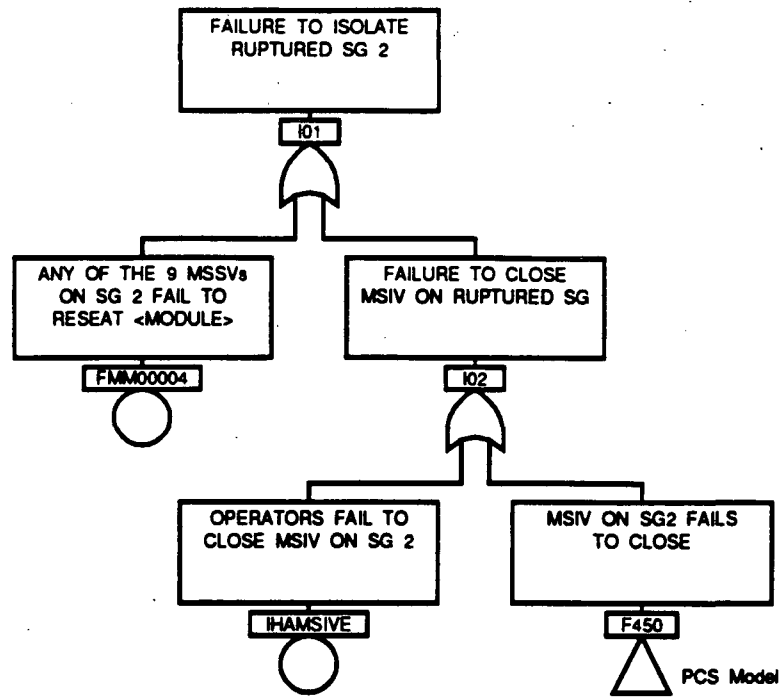 FAILURE TO ISOLATE
RUPTURED SG 2
I01
ANY OF THE 9 MSSVs
ON SG 2 FAIL TO
RESEAT <MODULE>
FMM00004
FAILURE TO CLOSE
MSIV ON RUPTURED SG
I02
OPERATORS FAIL TO
CLOSE MSIV ON SG 2
IHAMSIVE
MSIV ON SG2 FAILS
TO CLOSE
F450
PCS Model